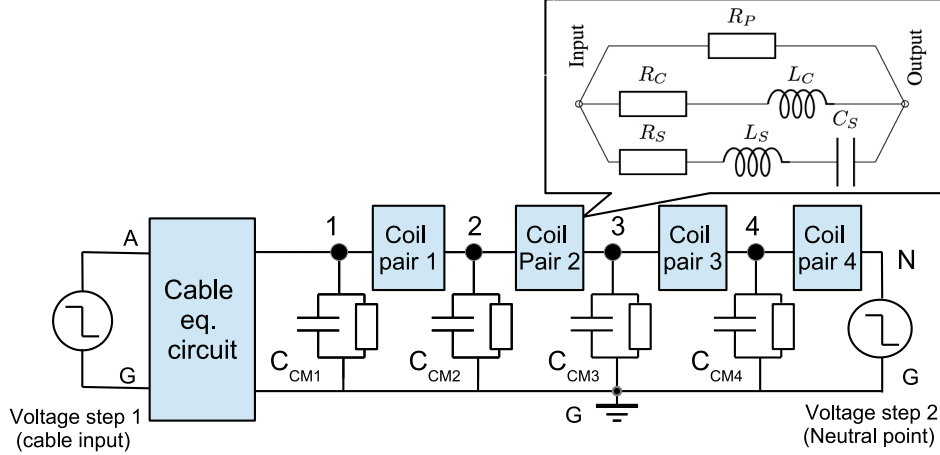 Input
R_P
R_C
L_C
R_S
L_S
C_S
Output
1
2
3
4
A
Cable
eq.
circuit
Coil
pair 1
Coil
Pair 2
Coil
pair 3
Coil
pair 4
N
C_CM1
C_CM2
C_CM3
C_CM4
G
G
G
Voltage step 1
(cable input)
Voltage step 2
(Neutral point)